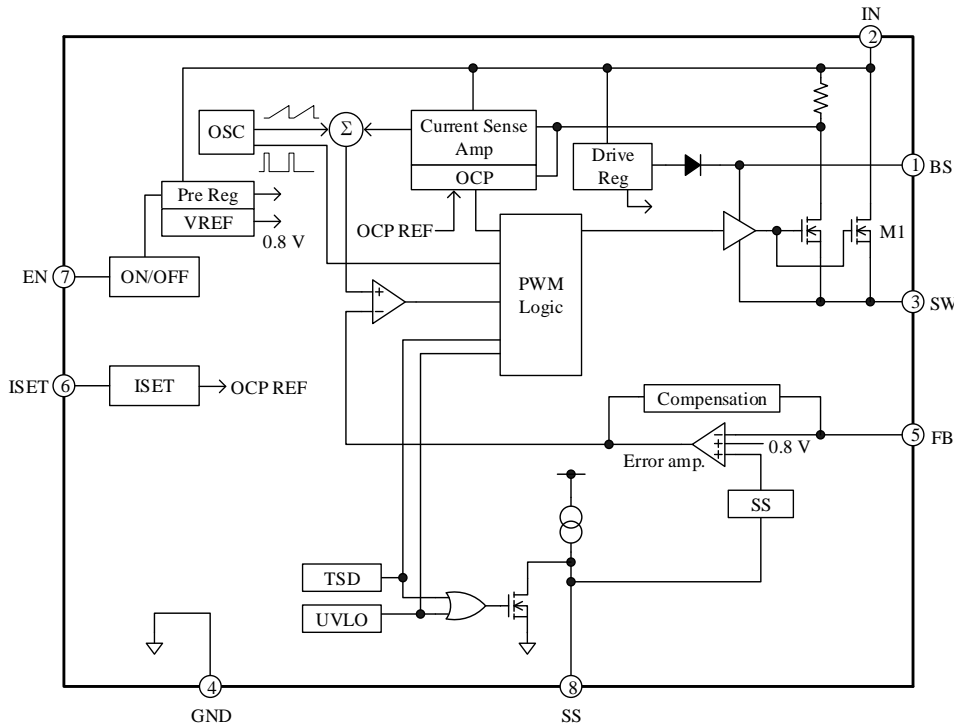 IN
2
OSC
Σ
Current Sense
Amp
OCP
Drive
Reg
1
BS
Pre Reg
VREF
0.8 V
OCP REF
M1
EN
7
ON/OFF
PWM
Logic
+
−
3
SW
ISET
6
ISET
OCP REF
Compensation
5
FB
−
+
+
0.8 V
Error amp.
SS
TSD
UVLO
4
GND
8
SS